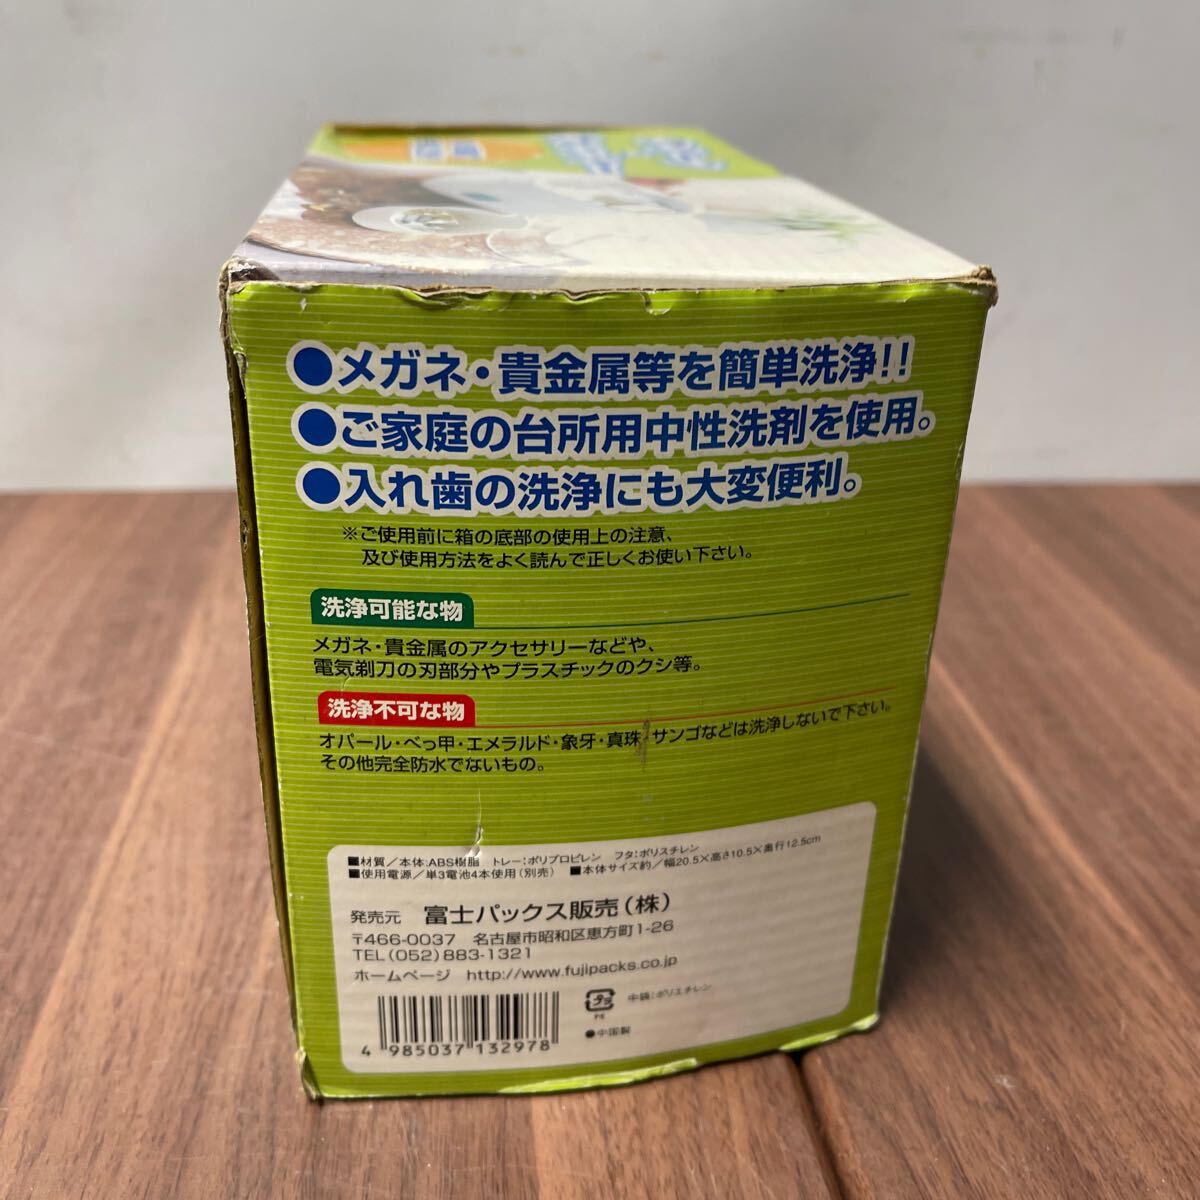 ●メガネ・貴金属等を簡単洗浄!!
●ご家庭の台所用中性洗剤を使用。
●入れ歯の洗浄にも大変便利。
※ご使用前に箱の底部の使用上の注意、
及び使用方法をよく読んで正しくお使い下さい。
洗浄可能な物
メガネ・貴金属のアクセサリーなどや、
電気剃刀の刃部分やプラスチックのクシ等。
洗浄不可な物
オパール・べっ甲・エメラルド・象牙・真珠・サンゴなどは洗浄しないで下さい。
その他完全防水でないもの。
■材質/本体:ABS樹脂 トレー:ポリプロピレン フタ:ポリスチレン
■使用電源/単3電池4本使用(別売) ■本体サイズ約/幅20.5×高さ10.5×奥行12.5cm
発売元 富士パックス販売(株)
〒466-0037 名古屋市昭和区恵方町1-26
TEL(052)883-1321
ホームページ http://www.fujipacks.co.jp
プラ 中袋:ポリエチレン
PE
●中国製
4 985037 132978